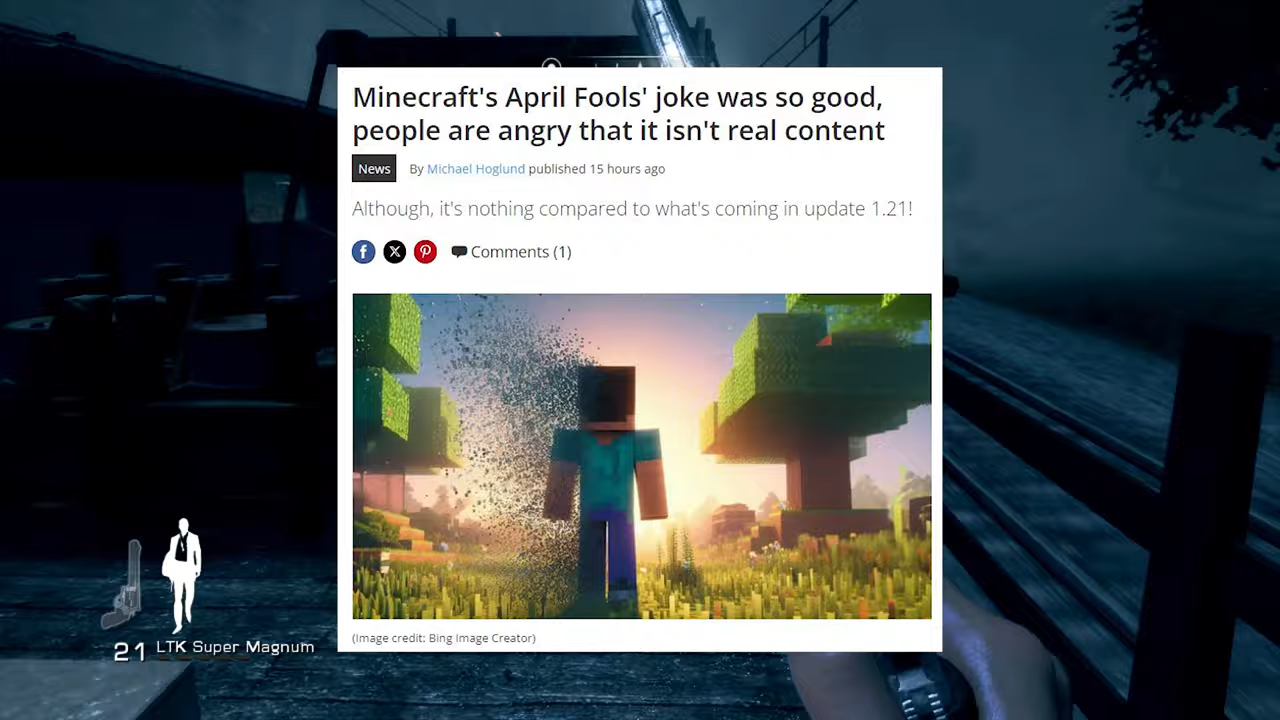 Minecraft's April Fools' joke was so good,
people are angry that it isn't real content
News By Michael Hoglund published 15 hours ago
Although, it's nothing compared to what's coming in update 1.21!
Comments (1)
(Image credit: Bing Image Creator)
21 LTK Super Magnum